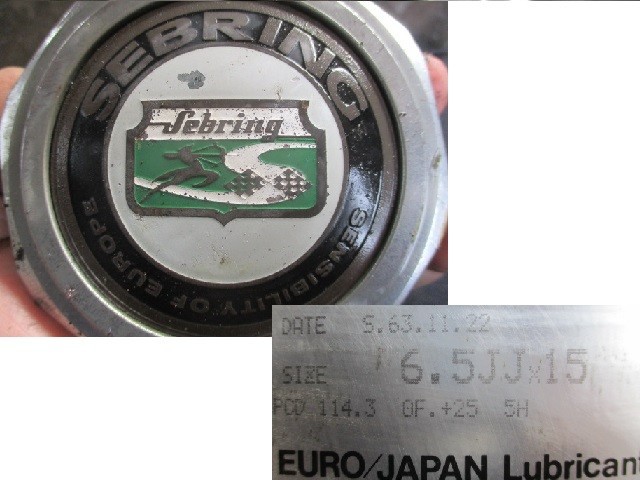 SEBRING
Sebring
SENSIBILITY OF EUROPE
DATE S.63.11.22
SIZE 6.5JJx15
PCD 114.3 OF.+25 5H
EURO/JAPAN Lubricant